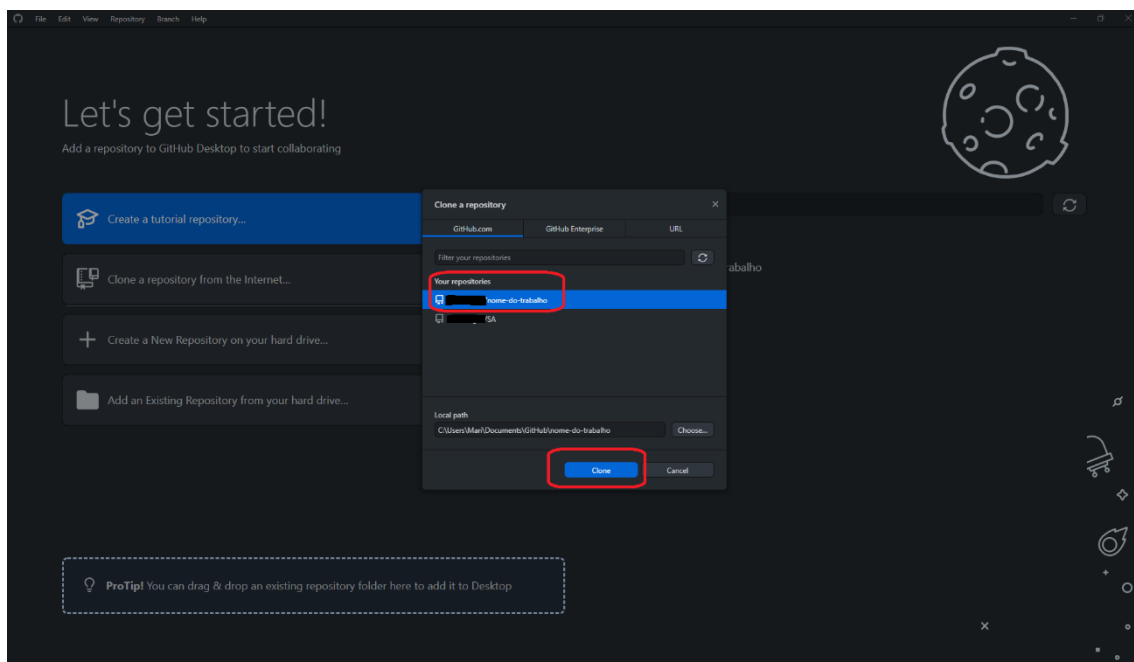 File Edit View Repository Branch Help
Let's get started!
Add a repository to GitHub Desktop to start collaborating
Create a tutorial repository...
Clone a repository from the Internet...
Create a New Repository on your hard drive...
Add an Existing Repository from your hard drive...
ProTip! You can drag & drop an existing repository folder here to add it to Desktop
abalho
Clone a repository
GitHub.com GitHub Enterprise URL
Filter your repositories
Your repositories
/nome-do-trabalho
/SA
Local path
C:\Users\Mari\Documents\GitHub\nome-do-trabalho Choose...
Clone Cancel